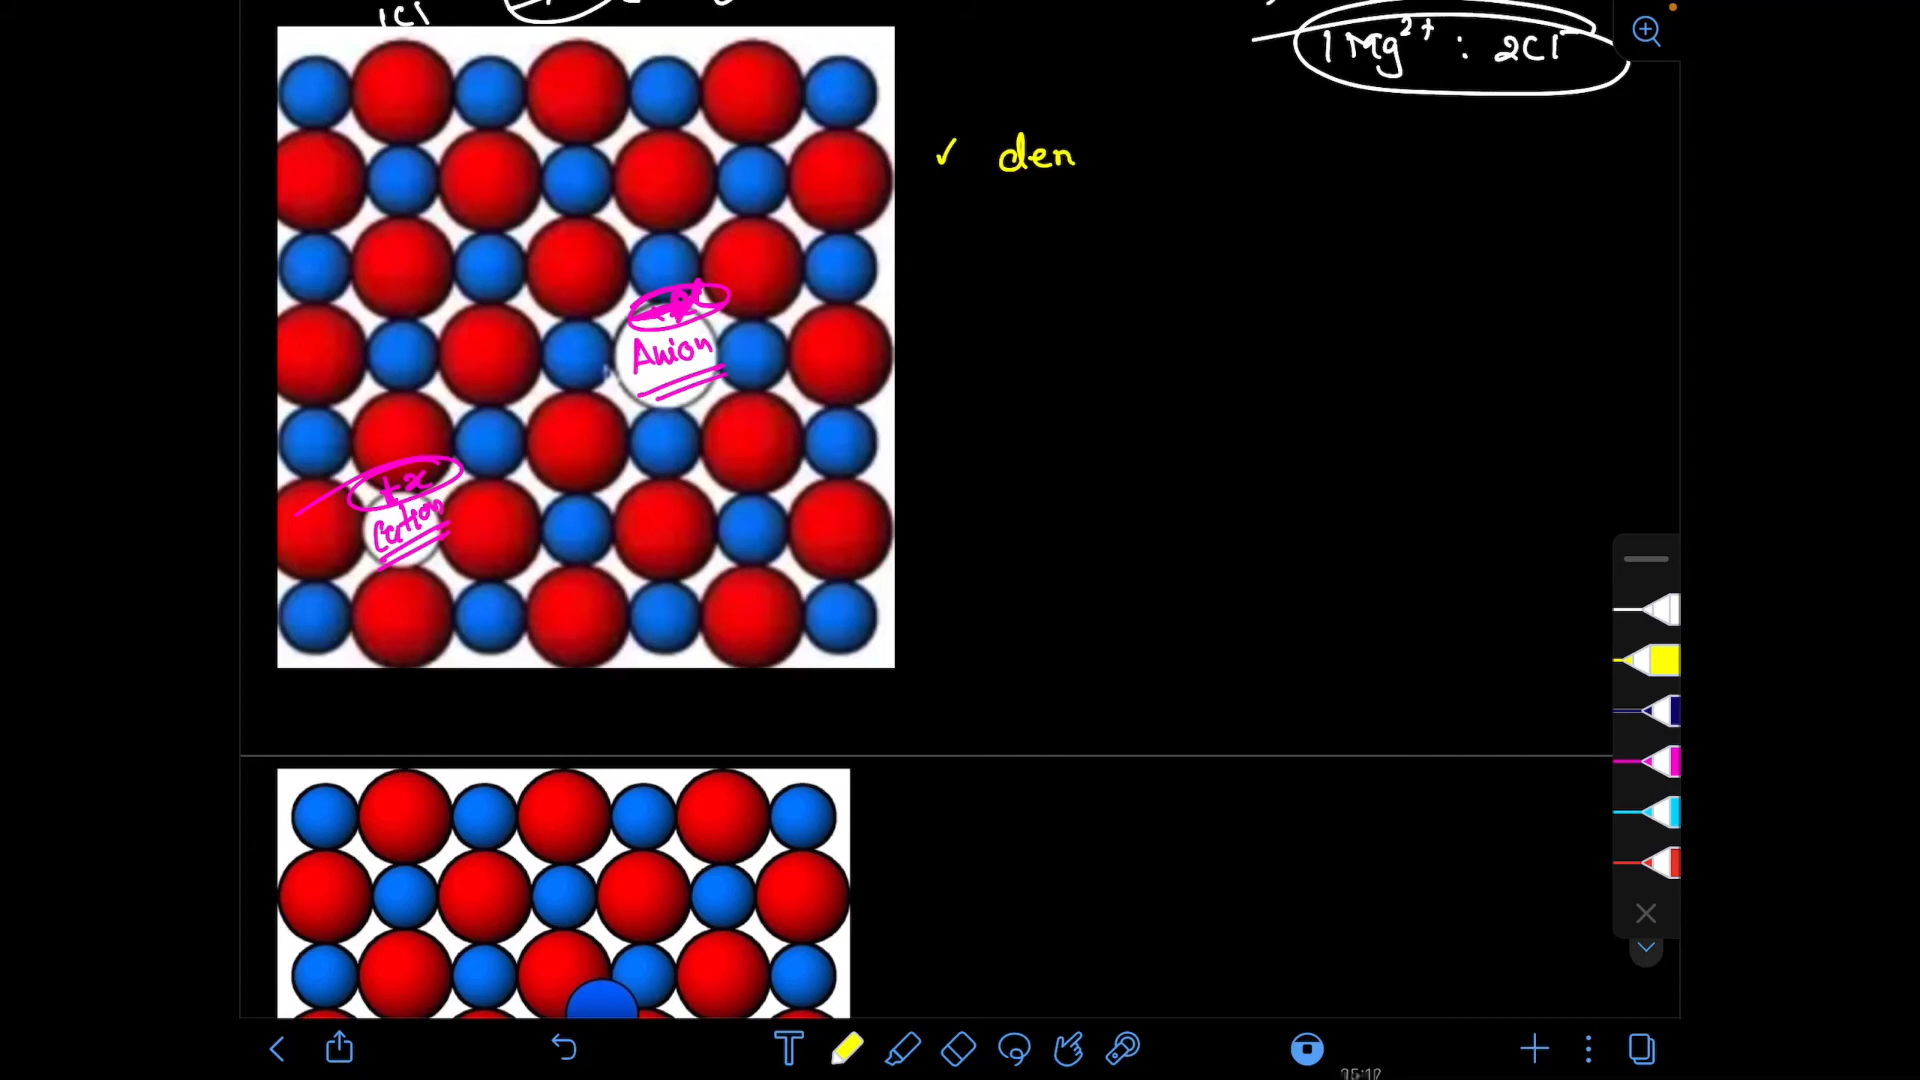 1Mg²⁺ : 2Cl⁻
✓ den
Anion
+x
Cation
T